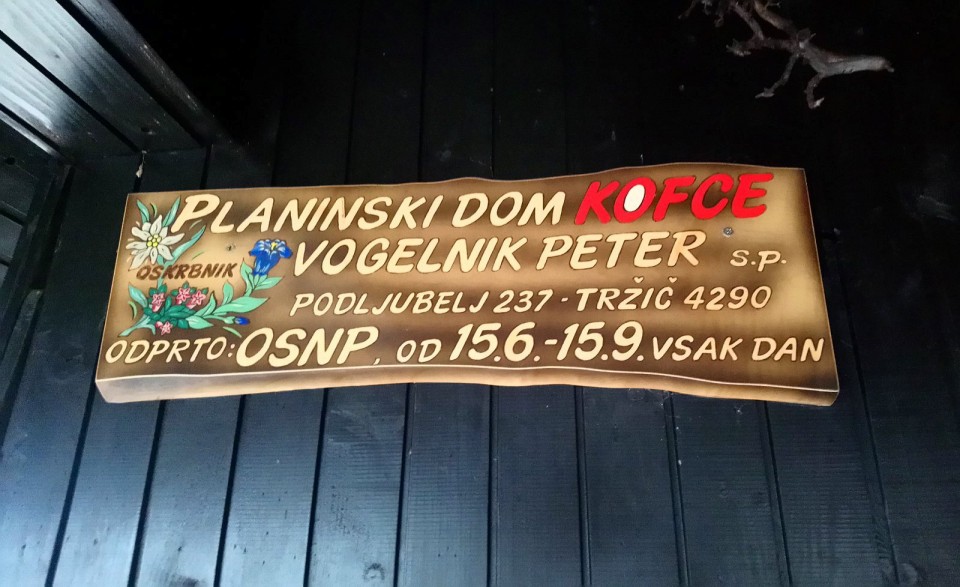 PLANINSKI DOM KOFCE
OSKRBNIK VOGELNIK PETER S.P.
PODLJUBELJ 237 - TRŽIČ 4290
ODPRTO: OSNP, OD 15.6.-15.9. VSAK DAN